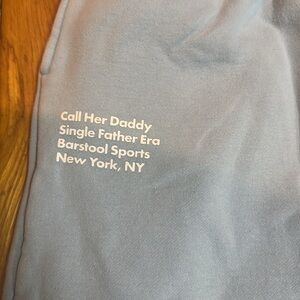 Call Her Daddy
Single Father Era
Barstool Sports
New York, NY